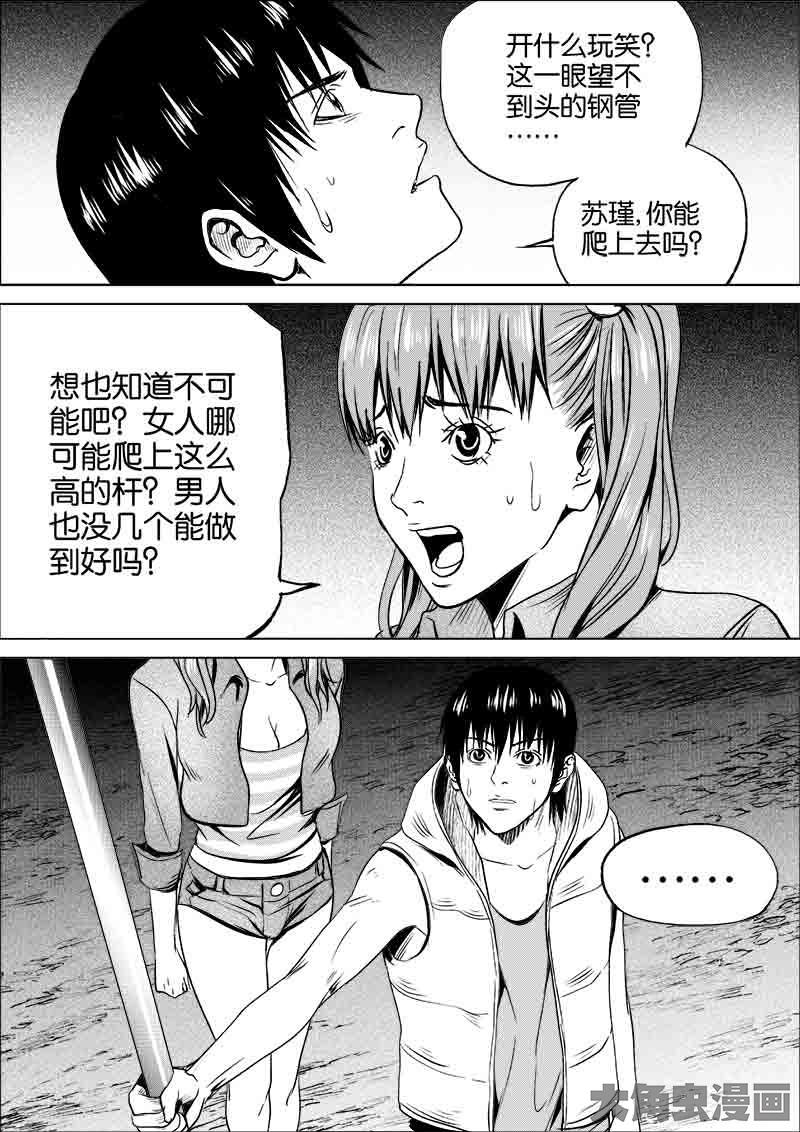 开什么玩笑？
这一眼望不
到头的钢管
……
苏瑾，你能
爬上去吗？
想也知道不可
能吧？女人哪
可能爬上这么
高的杆？男人
也没几个能做
到好吗？
……
大角虫漫画